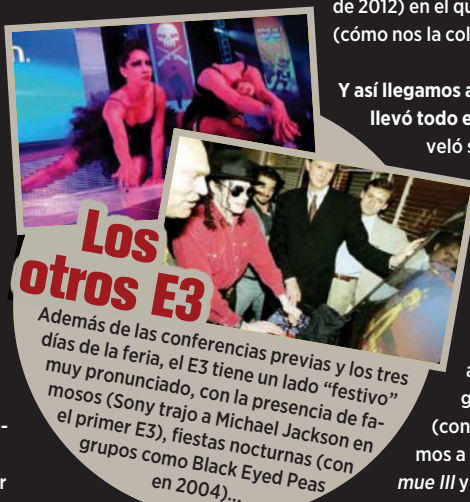 de 2012) en el qu
(cómo nos la col
Y así llegamos a
llevó todo e
veló s
n.
Los
otros E3
Además de las conferencias previas y los tres
días de la feria, el E3 tiene un lado “festivo”
muy pronunciado, con la presencia de fa-
mosos (Sony trajo a Michael Jackson en
el primer E3), fiestas nocturnas (con
grupos como Black Eyed Peas
en 2004)...
a
g
(con
mos a
mue III y
-
r